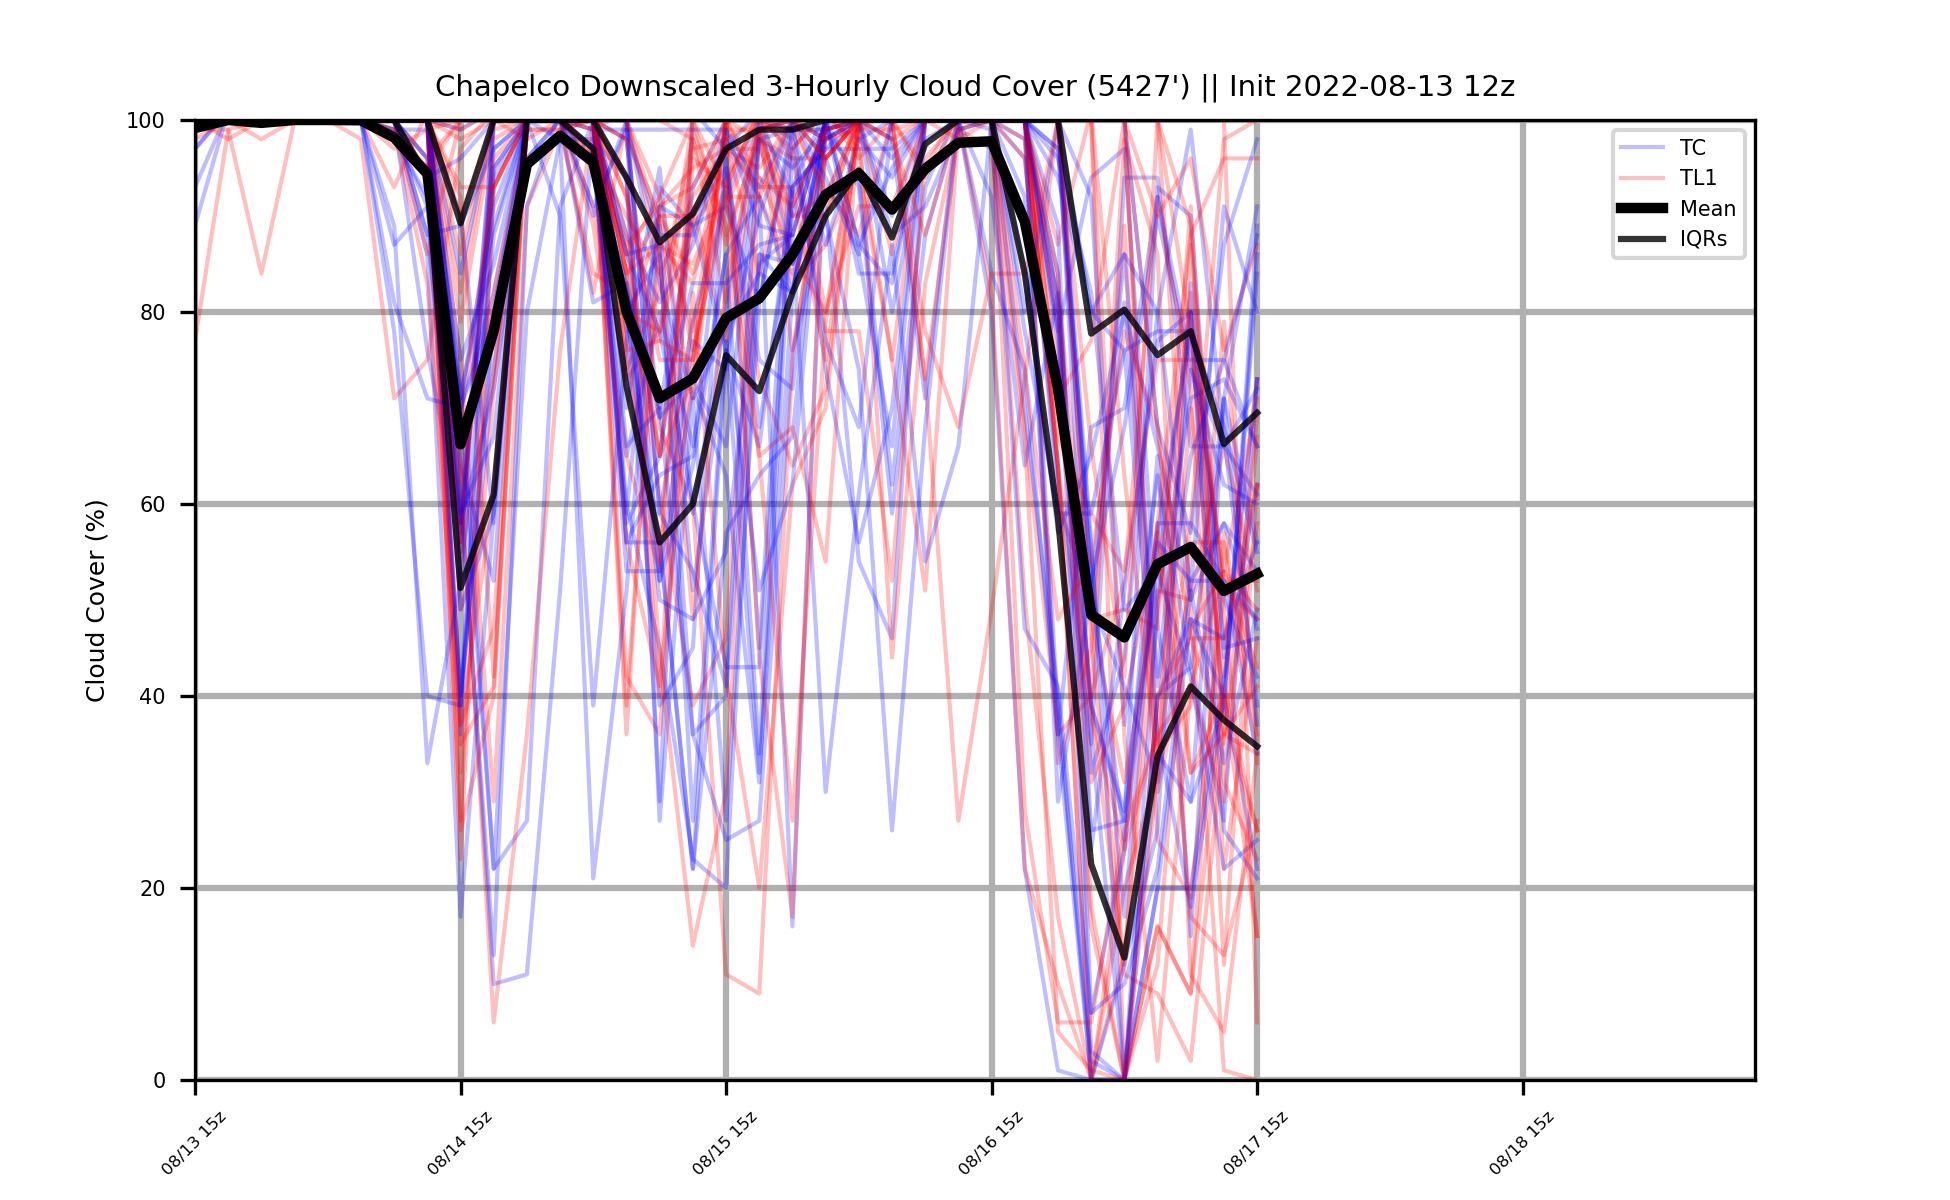 Chapelco Downscaled 3-Hourly Cloud Cover (5427') || Init 2022-08-13 12z
TC
TL1
Mean
IQRs
Cloud Cover (%)
100
80
60
40
20
0
08/13 15z
08/14 15z
08/15 15z
08/16 15z
08/17 15z
08/18 15z